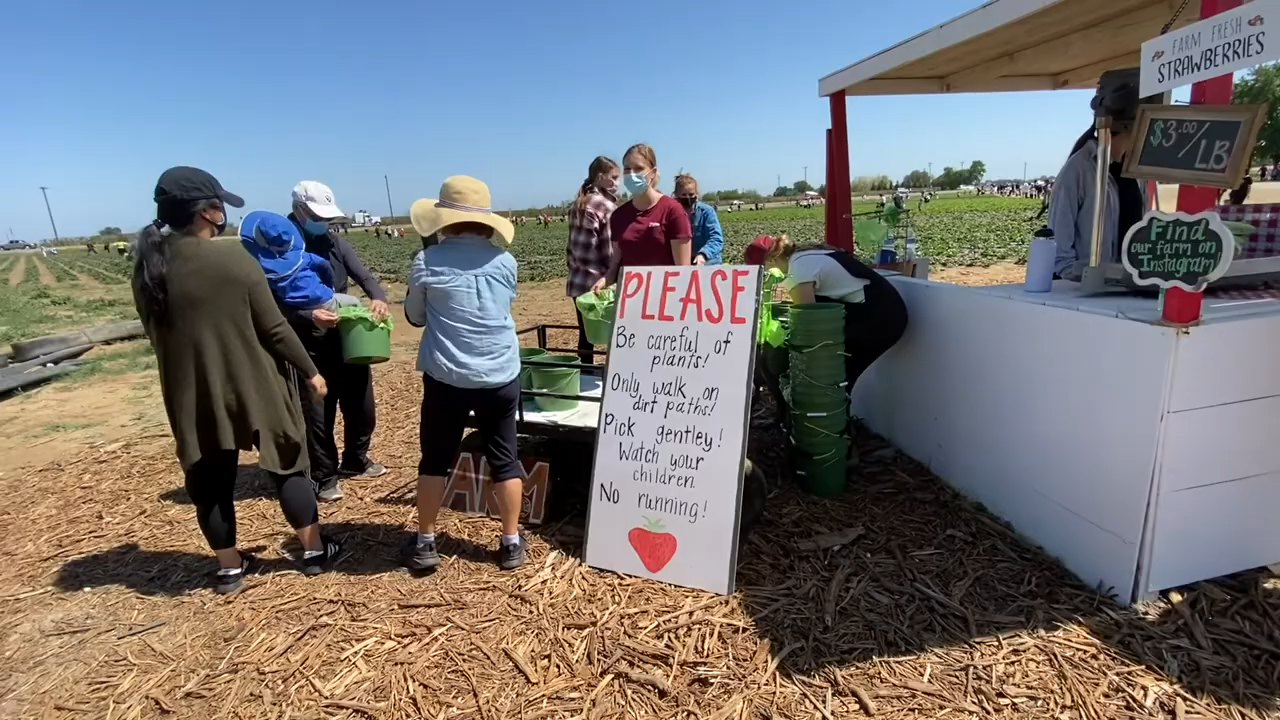 FARM FRESH
STRAWBERRIES
$3.00/LB
Find
our farm on
Instagram
PLEASE
Be careful of
plants!
Only walk on
dirt paths!
Pick gentley!
Watch your
children
No running!
ARM